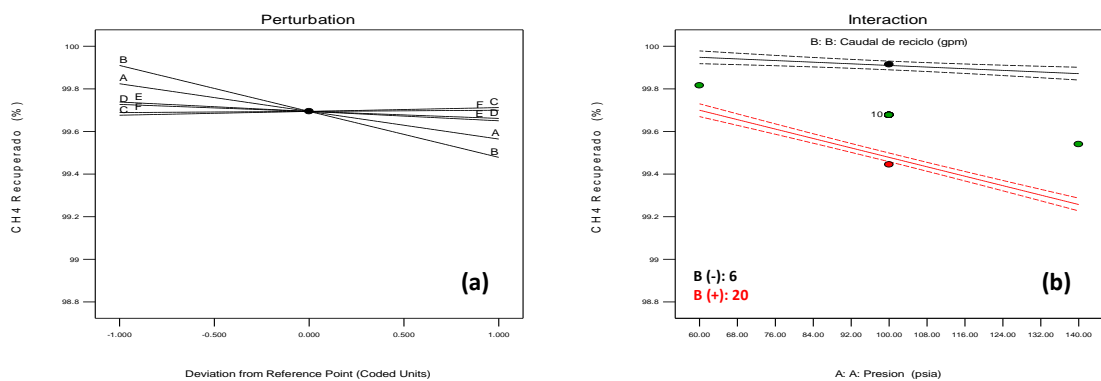 Perturbation
CH4 Recuperado (%)
100
99.8
99.6
99.4
99.2
99
98.8
B
A
D E
F
C
F C
E D
A
B
(a)
-1.000
-0.500
0.000
0.500
1.000
Deviation from Reference Point (Coded Units)
Interaction
B: B: Caudal de reciclo (gpm)
CH4 Recuperado (%)
100
99.8
99.6
99.4
99.2
99
98.8
10
B (-): 6
B (+): 20
(b)
60.00
68.00
76.00
84.00
92.00
100.00
108.00
116.00
124.00
132.00
140.00
A: A: Presion (psia)